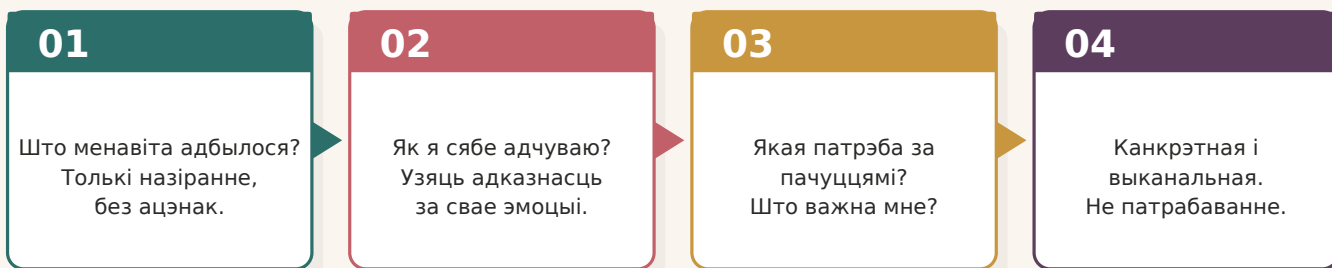 01
Што менавіта адбылося?
Толькі назіранне,
без ацэнак.
02
Як я сябе адчуваю?
Узяць адказнасць
за свае эмоцыі.
03
Якая патрэба за
пачуццямі?
Што важна мне?
04
Канкрэтная і
выканальная.
Не патрабаванне.